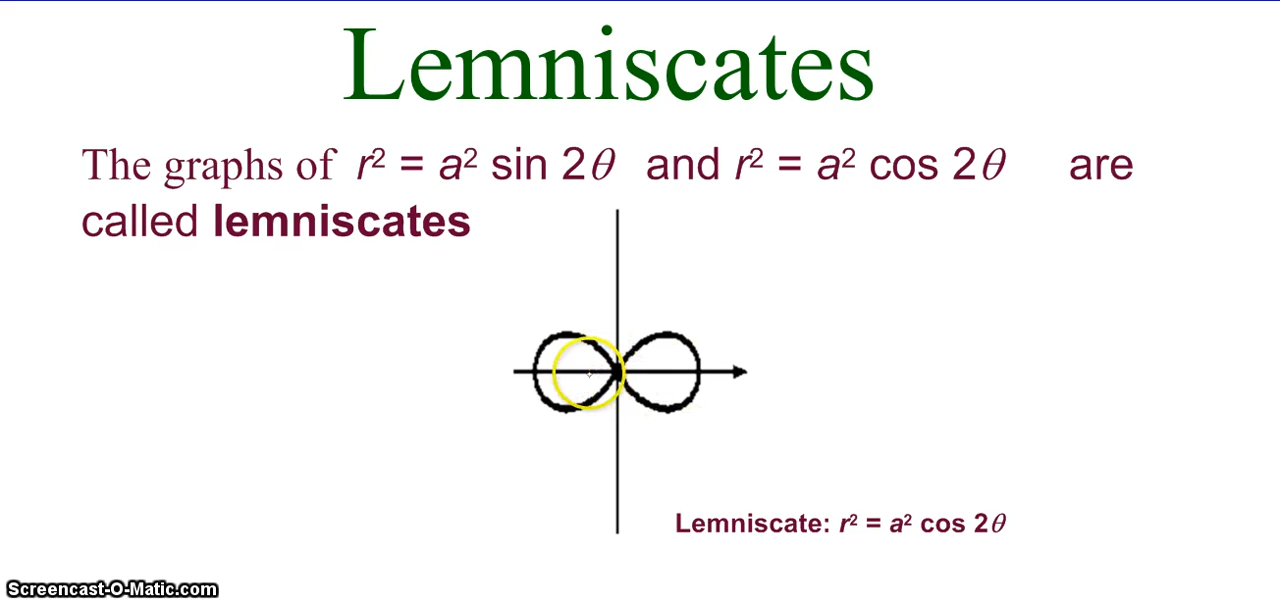 Lemniscates
The graphs of r² = a² sin 2θ and r² = a² cos 2θ are
called lemniscates
Lemniscate: r² = a² cos 2θ
Screencast-O-Matic.com